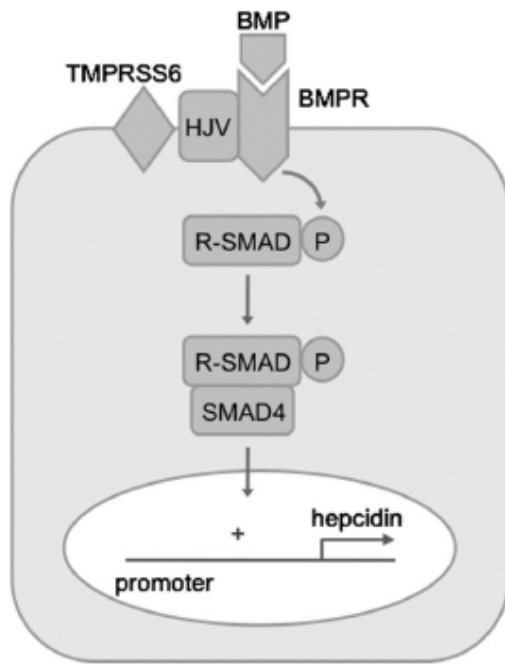 BMP
TMPRSS6
BMPR
HJV
R-SMAD P
R-SMAD P
SMAD4
hepcidin
+
promoter